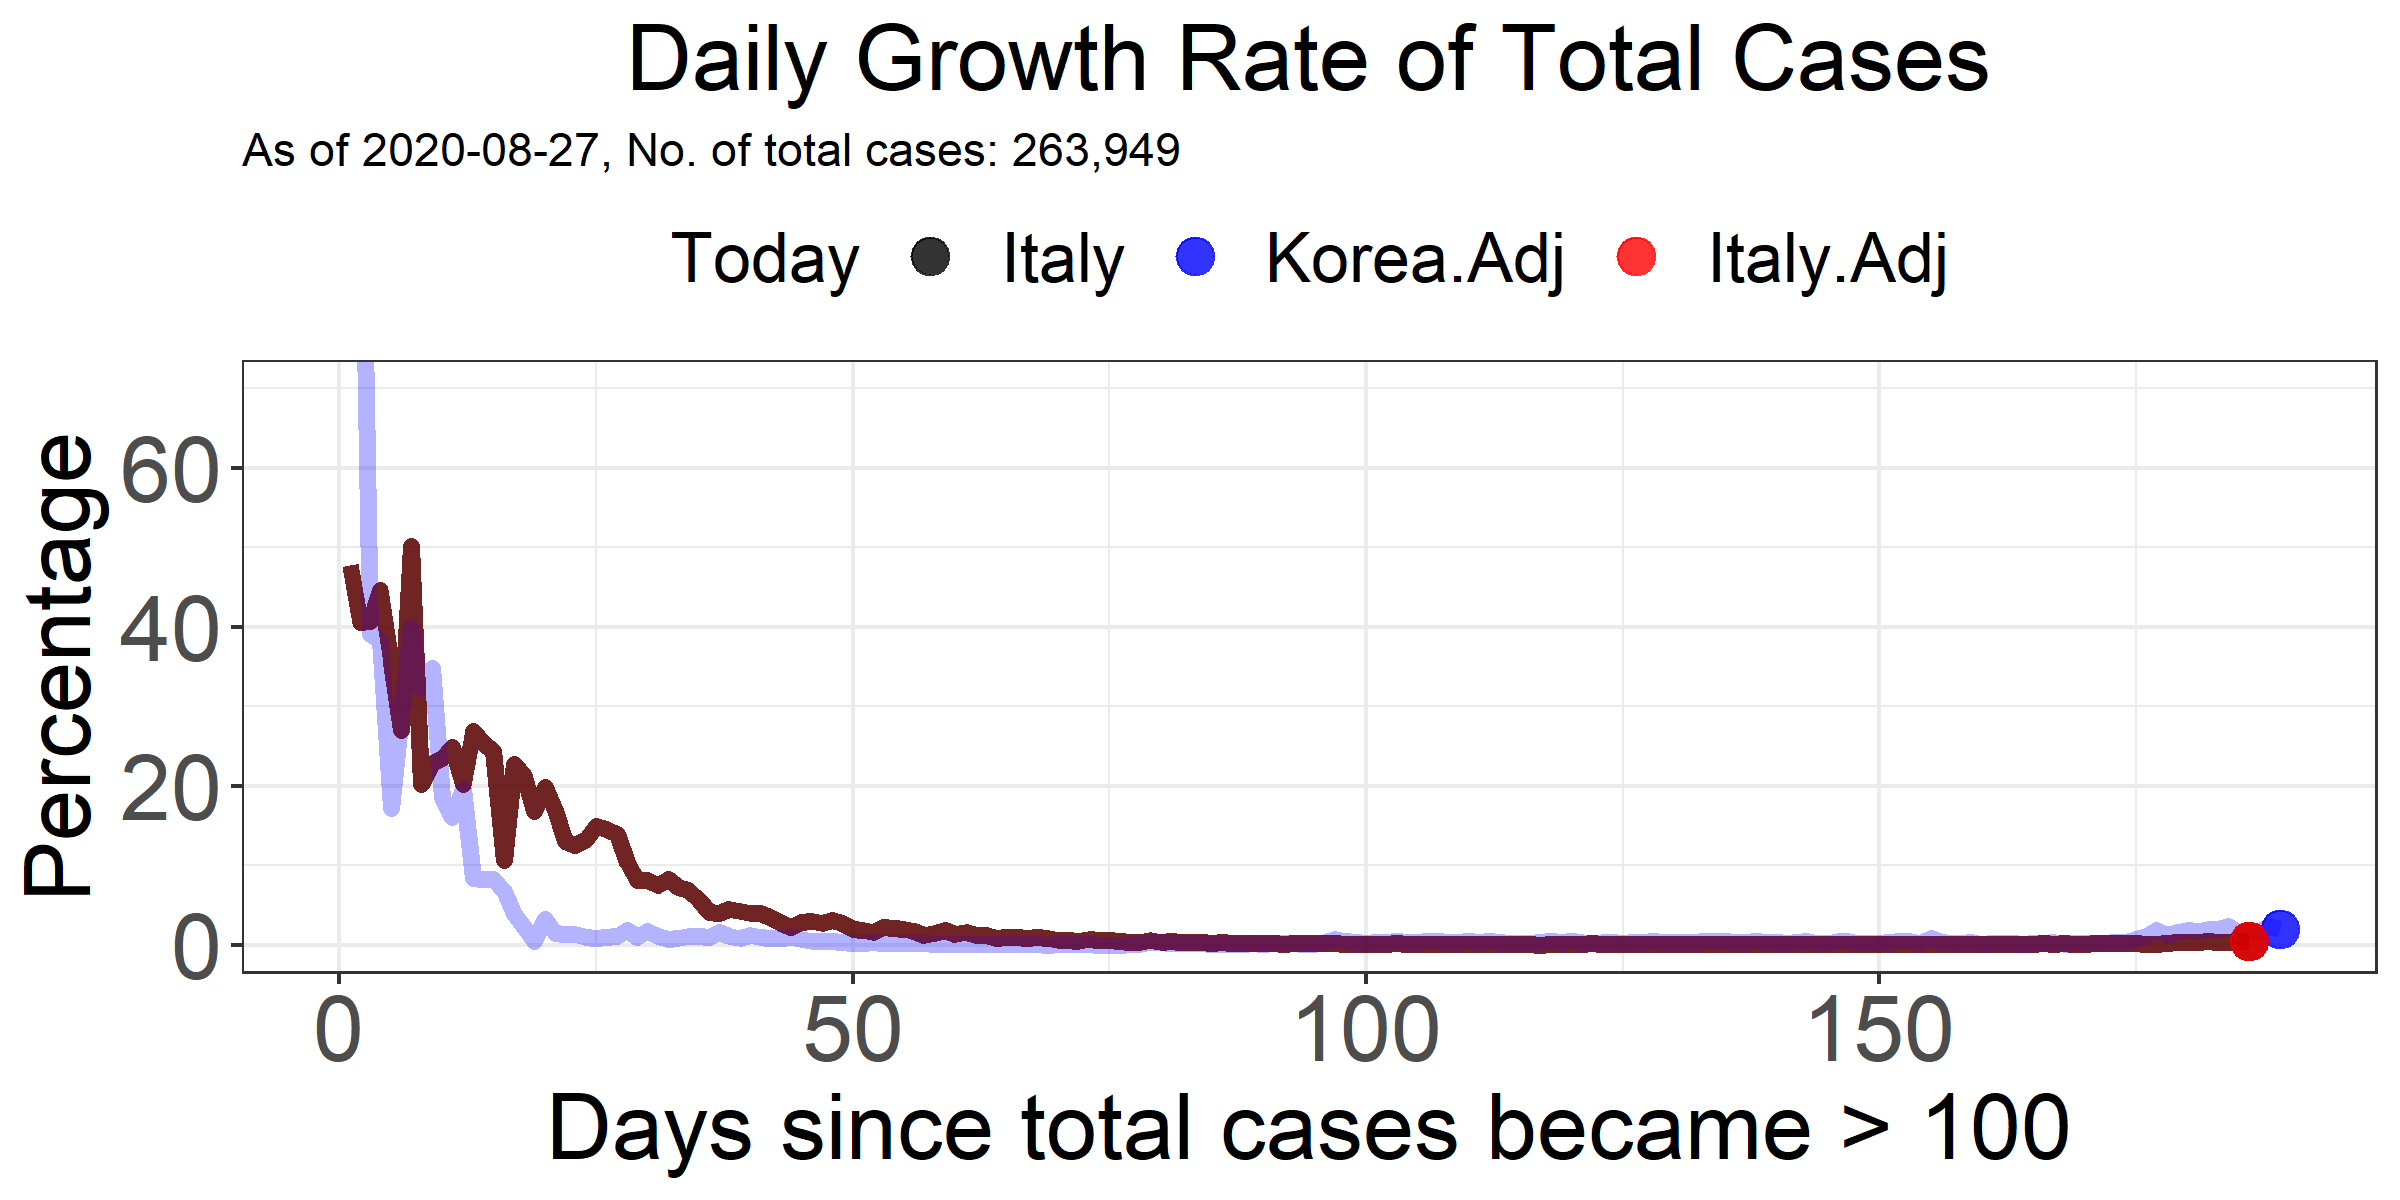 Daily Growth Rate of Total Cases
As of 2020-08-27, No. of total cases: 263,949
Today Italy Korea.Adj Italy.Adj
Percentage
60
40
20
0
0 50 100 150
Days since total cases became > 100